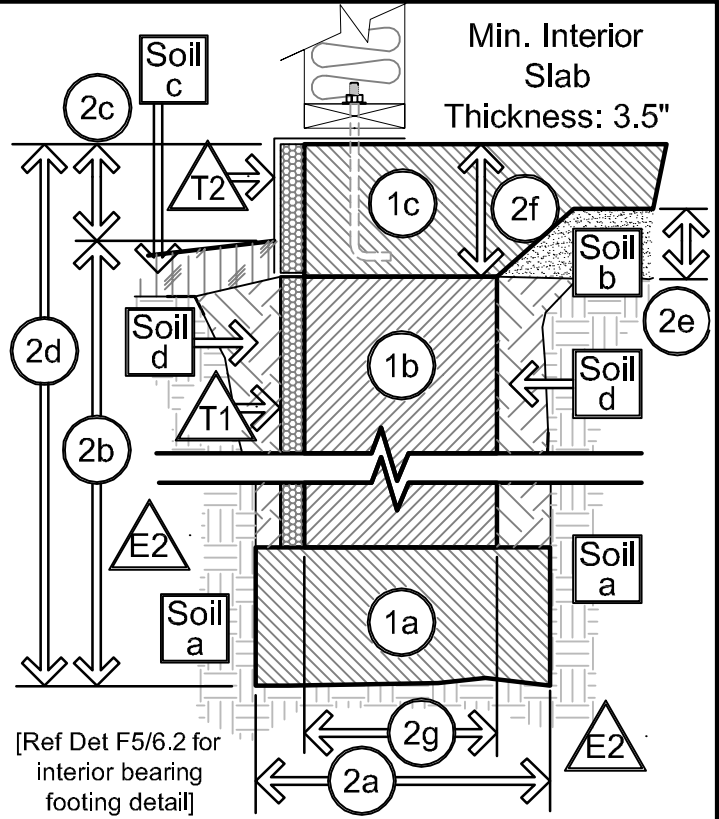 Min. Interior
Slab
Thickness: 3.5"
Soil
c
2c
T2
1c
2f
Soil
b
2e
2d
Soil
d
1b
Soil
d
T1
2b
E2
Soil
a
Soil
a
1a
2g
E2
2a
[Ref Det F5/6.2 for
interior bearing
footing detail]